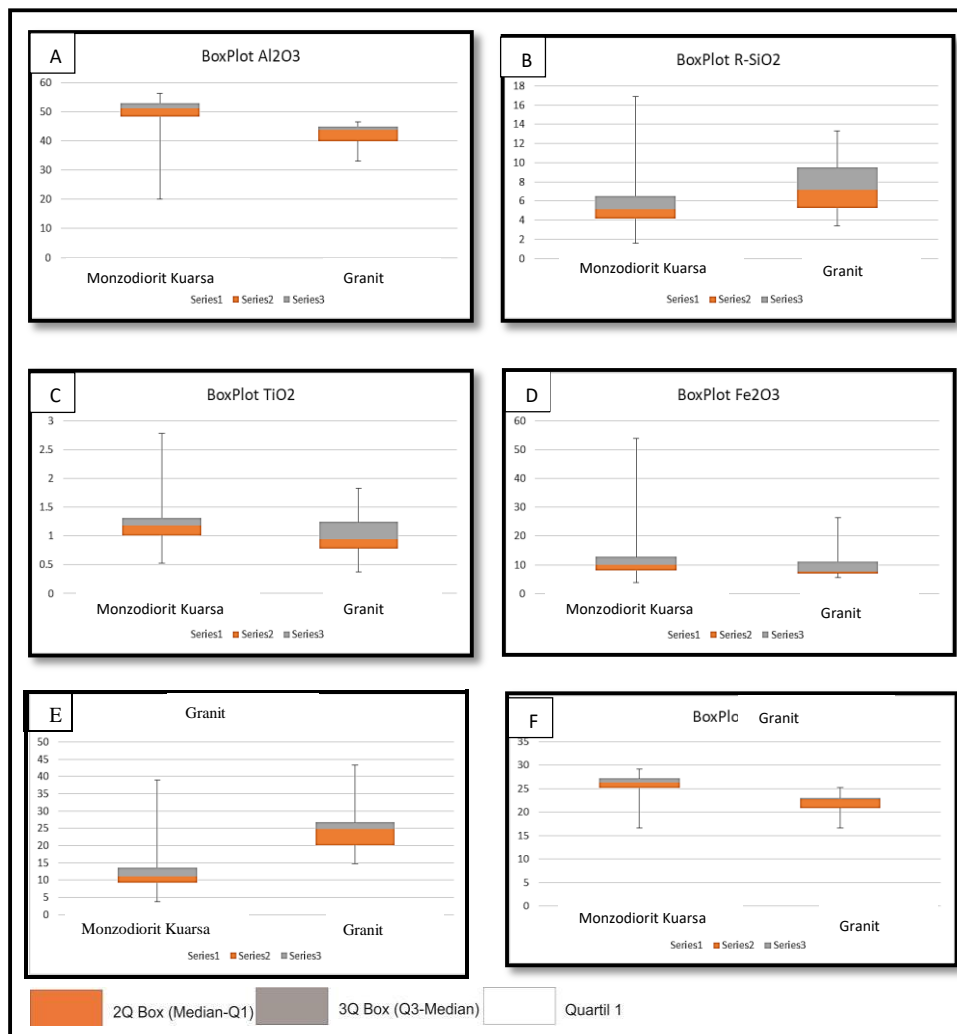 A
BoxPlot Al2O3
60
50
40
30
20
10
0
Monzodiorit Kuarsa Granit
Series1 Series2 Series3
B
BoxPlot R-SiO2
18
16
14
12
10
8
6
4
2
0
Monzodiorit Kuarsa Granit
Series1 Series2 Series3
C
BoxPlot TiO2
3
2.5
2
1.5
1
0.5
0
Monzodiorit Kuarsa Granit
Series1 Series2 Series3
D
BoxPlot Fe2O3
60
50
40
30
20
10
0
Monzodiorit Kuarsa Granit
Series1 Series2 Series3
E
Granit
50
45
40
35
30
25
20
15
10
5
0
Monzodiorit Kuarsa Granit
Series1 Series2 Series3
F
BoxPlo Granit
35
30
25
20
15
10
5
0
Monzodiorit Kuarsa Granit
Series1 Series2 Series3
2Q Box (Median-Q1) 3Q Box (Q3-Median) Quartil 1